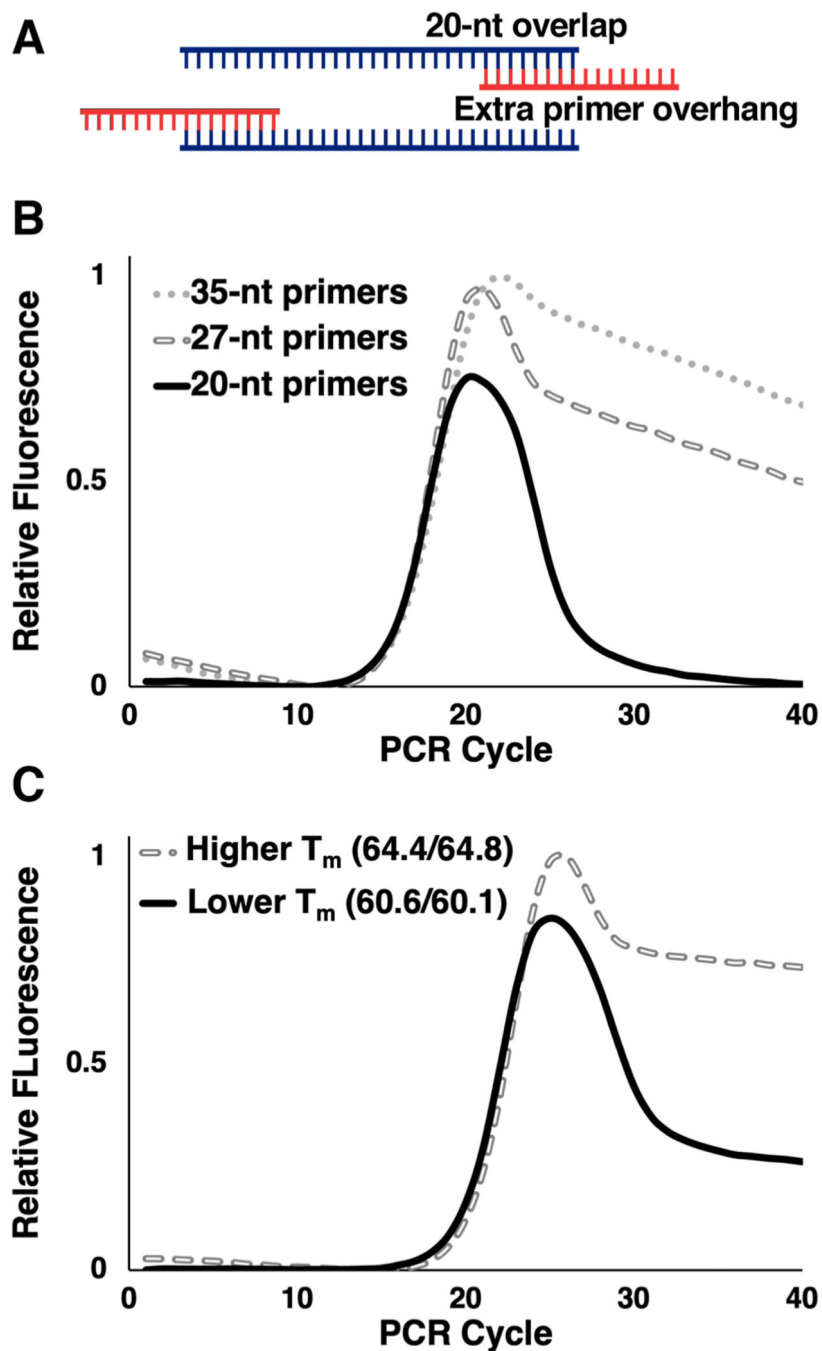 A
20-nt overlap
Extra primer overhang
B
Relative Fluorescence
1
0.5
0
35-nt primers
27-nt primers
20-nt primers
0 10 20 30 40
PCR Cycle
C
Relative FLuorescence
1
0.5
0
Higher Tm (64.4/64.8)
Lower Tm (60.6/60.1)
0 10 20 30 40
PCR Cycle